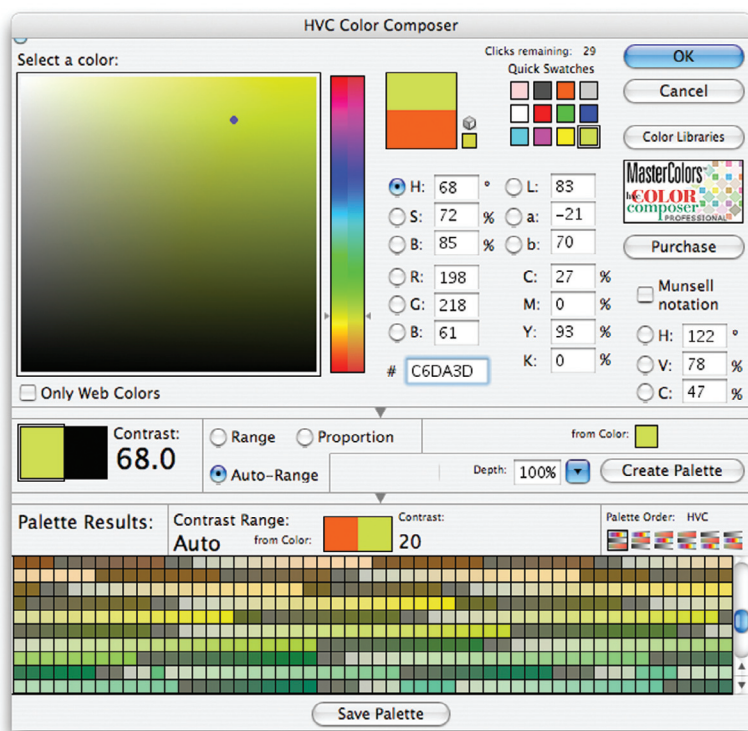 HVC Color Composer
Select a color:
Clicks remaining: 29
Quick Swatches
OK
Cancel
Color Libraries
MasterColors
hvc COLOR
composer
PROFESSIONAL
Purchase
Munsell
notation
H: 68 °
S: 72 %
B: 85 %
R: 198
G: 218
B: 61
# C6DA3D
L: 83
a: -21
b: 70
C: 27 %
M: 0 %
Y: 93 %
K: 0 %
H: 122 °
V: 78 %
C: 47 %
Only Web Colors
Contrast:
68.0
Range
Proportion
Auto-Range
from Color:
Depth: 100%
Create Palette
Palette Results:
Contrast Range:
Auto
from Color:
Contrast:
20
Palette Order: HVC
Save Palette